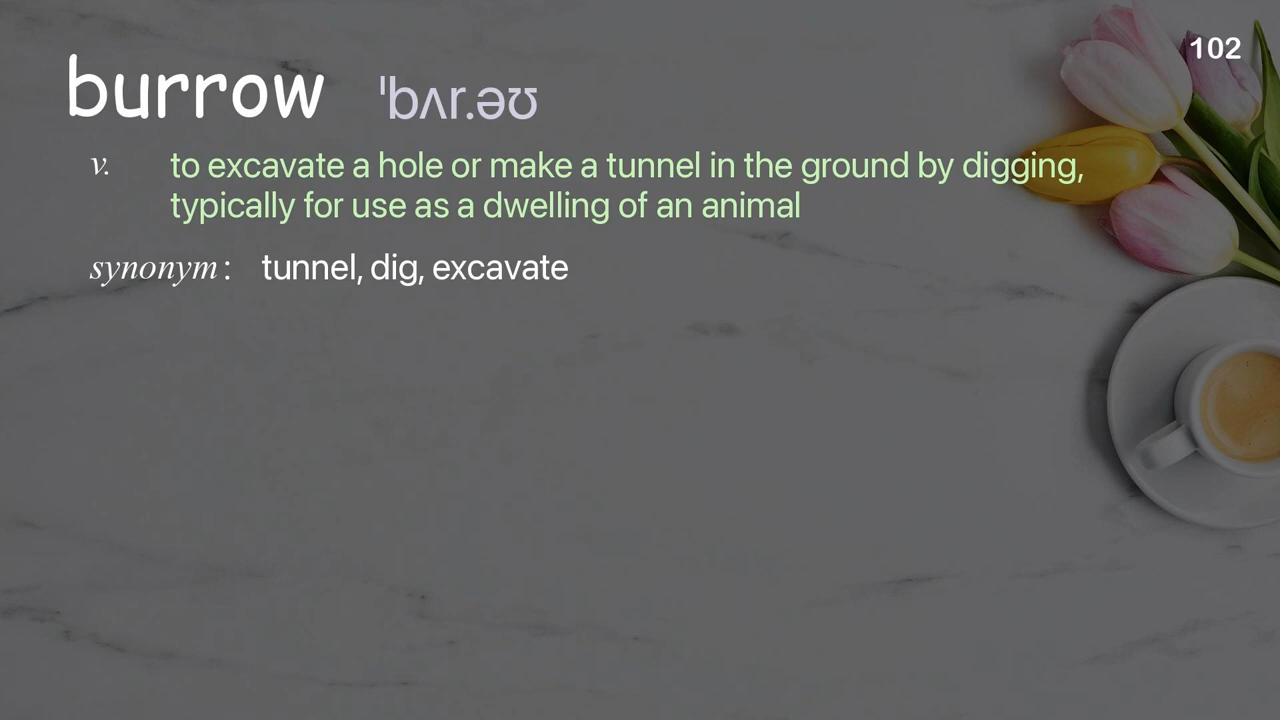 102
burrow ˈbʌr.əʊ
v. to excavate a hole or make a tunnel in the ground by digging,
typically for use as a dwelling of an animal
synonym : tunnel, dig, excavate